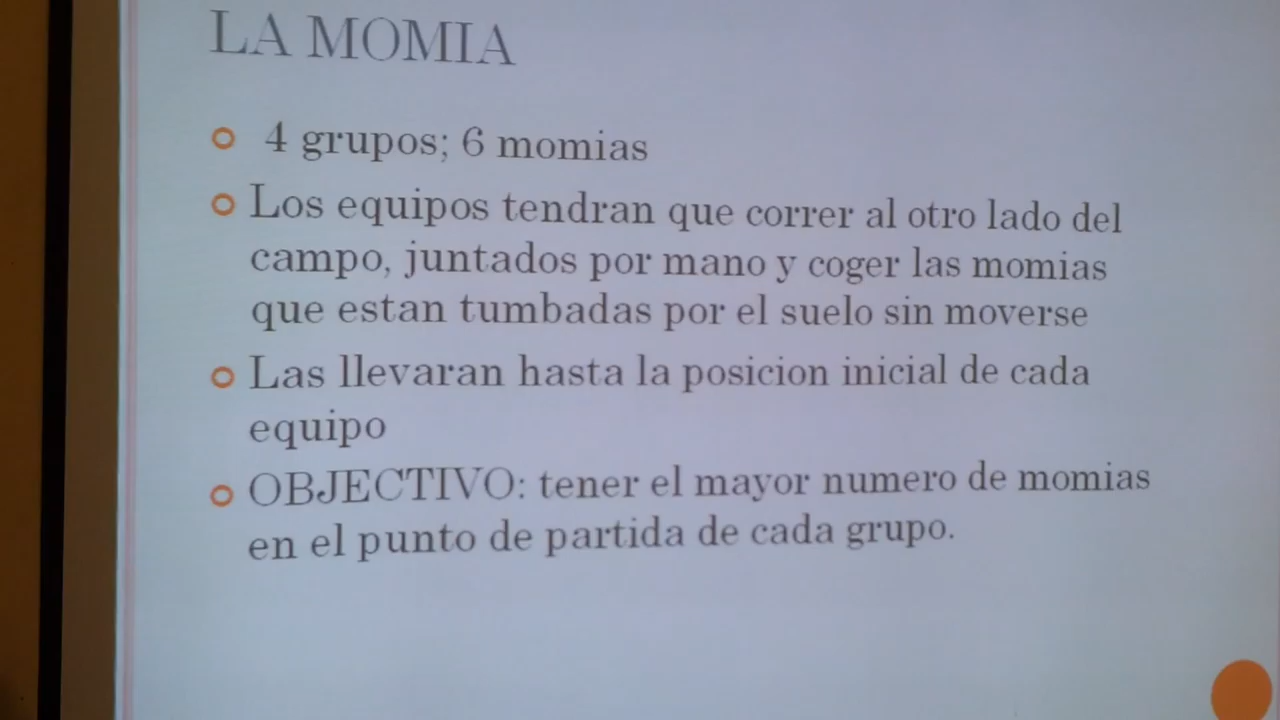 LA MOMIA
4 grupos; 6 momias
Los equipos tendran que correr al otro lado del
campo, juntados por mano y coger las momias
que estan tumbadas por el suelo sin moverse
Las llevaran hasta la posicion inicial de cada
equipo
OBJECTIVO: tener el mayor numero de momias
en el punto de partida de cada grupo.